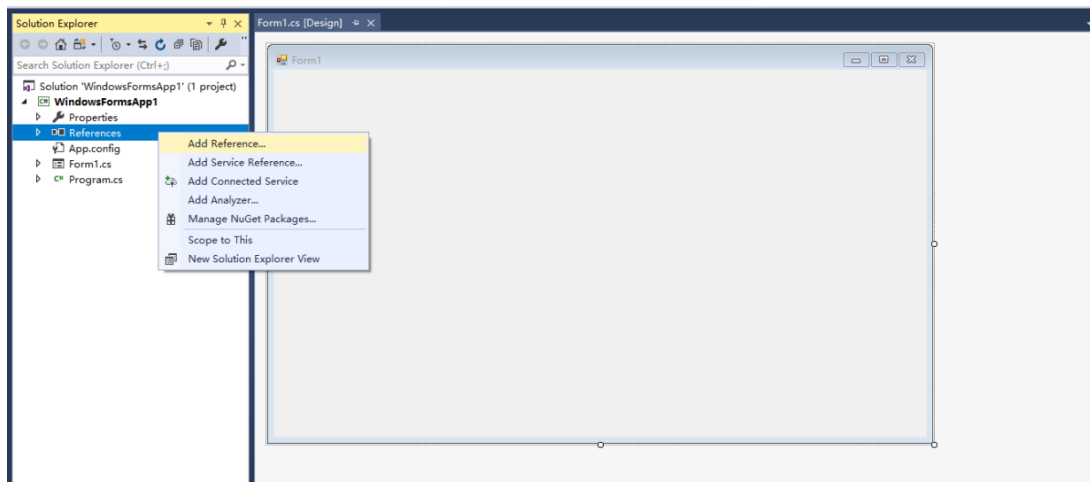 Solution Explorer
Form1.cs [Design]
Search Solution Explorer (Ctrl+;)
Solution 'WindowsFormsApp1' (1 project)
WindowsFormsApp1
Properties
References
App.config
Form1.cs
C# Program.cs
Add Reference...
Add Service Reference...
Add Connected Service
Add Analyzer...
Manage NuGet Packages...
Scope to This
New Solution Explorer View
Form1